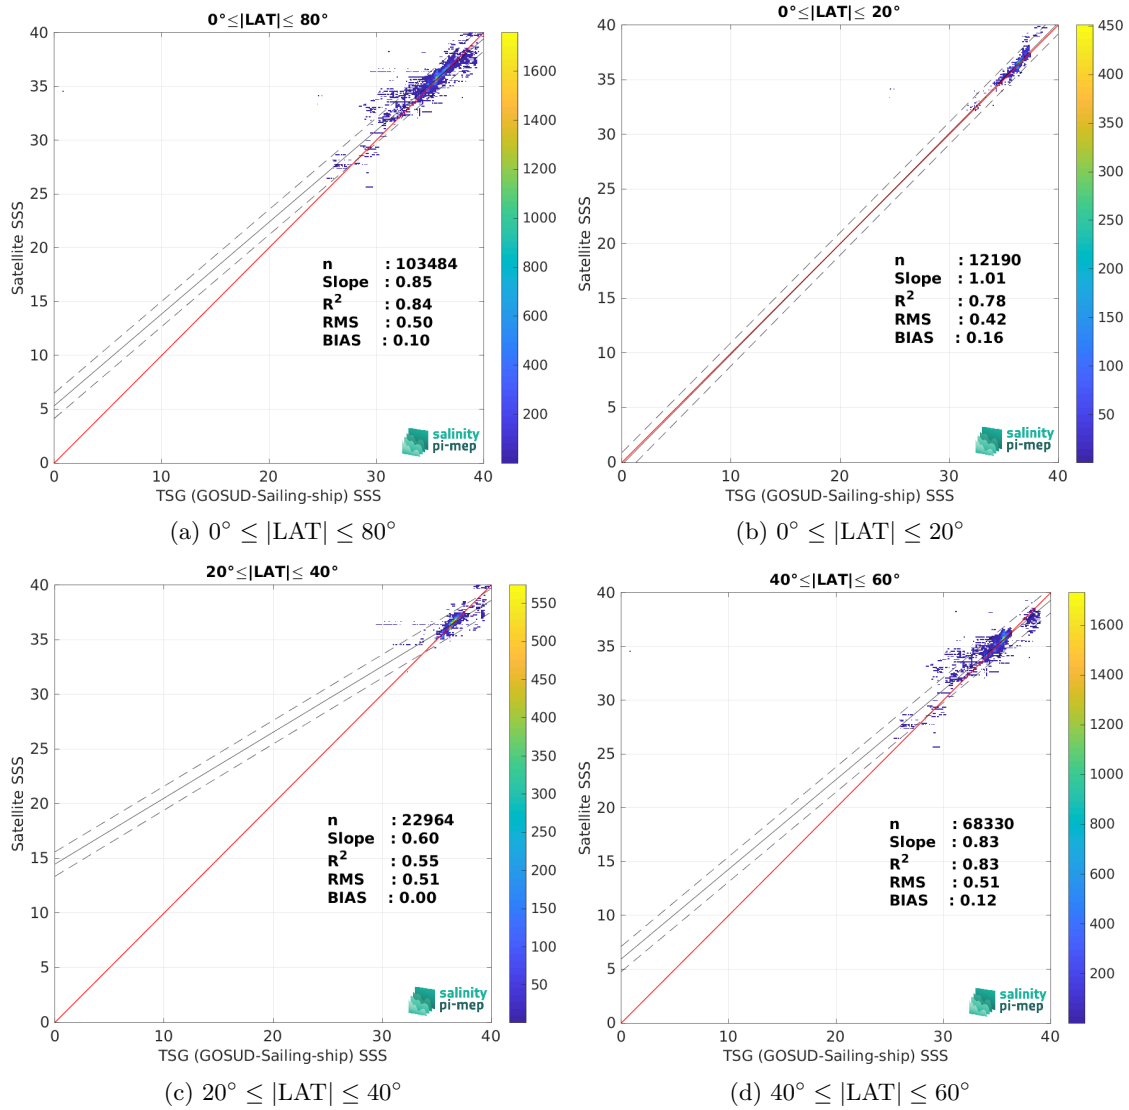 0°≤|LAT|≤ 80°
40
35
30
25
20
15
10
5
0
Satellite SSS
n : 103484
Slope : 0.85
R² : 0.84
RMS : 0.50
BIAS : 0.10
salinity
pi-mep
0 10 20 30 40
TSG (GOSUD-Sailing-ship) SSS
1600
1400
1200
1000
800
600
400
200
(a) 0° ≤ |LAT| ≤ 80°
0°≤|LAT|≤ 20°
40
35
30
25
20
15
10
5
0
Satellite SSS
n : 12190
Slope : 1.01
R² : 0.78
RMS : 0.42
BIAS : 0.16
salinity
pi-mep
0 10 20 30 40
TSG (GOSUD-Sailing-ship) SSS
450
400
350
300
250
200
150
100
50
(b) 0° ≤ |LAT| ≤ 20°
20°≤|LAT|≤ 40°
40
35
30
25
20
15
10
5
0
Satellite SSS
n : 22964
Slope : 0.60
R² : 0.55
RMS : 0.51
BIAS : 0.00
salinity
pi-mep
0 10 20 30 40
TSG (GOSUD-Sailing-ship) SSS
550
500
450
400
350
300
250
200
150
100
50
(c) 20° ≤ |LAT| ≤ 40°
40°≤|LAT|≤ 60°
40
35
30
25
20
15
10
5
0
Satellite SSS
n : 68330
Slope : 0.83
R² : 0.83
RMS : 0.51
BIAS : 0.12
salinity
pi-mep
0 10 20 30 40
TSG (GOSUD-Sailing-ship) SSS
1600
1400
1200
1000
800
600
400
200
(d) 40° ≤ |LAT| ≤ 60°